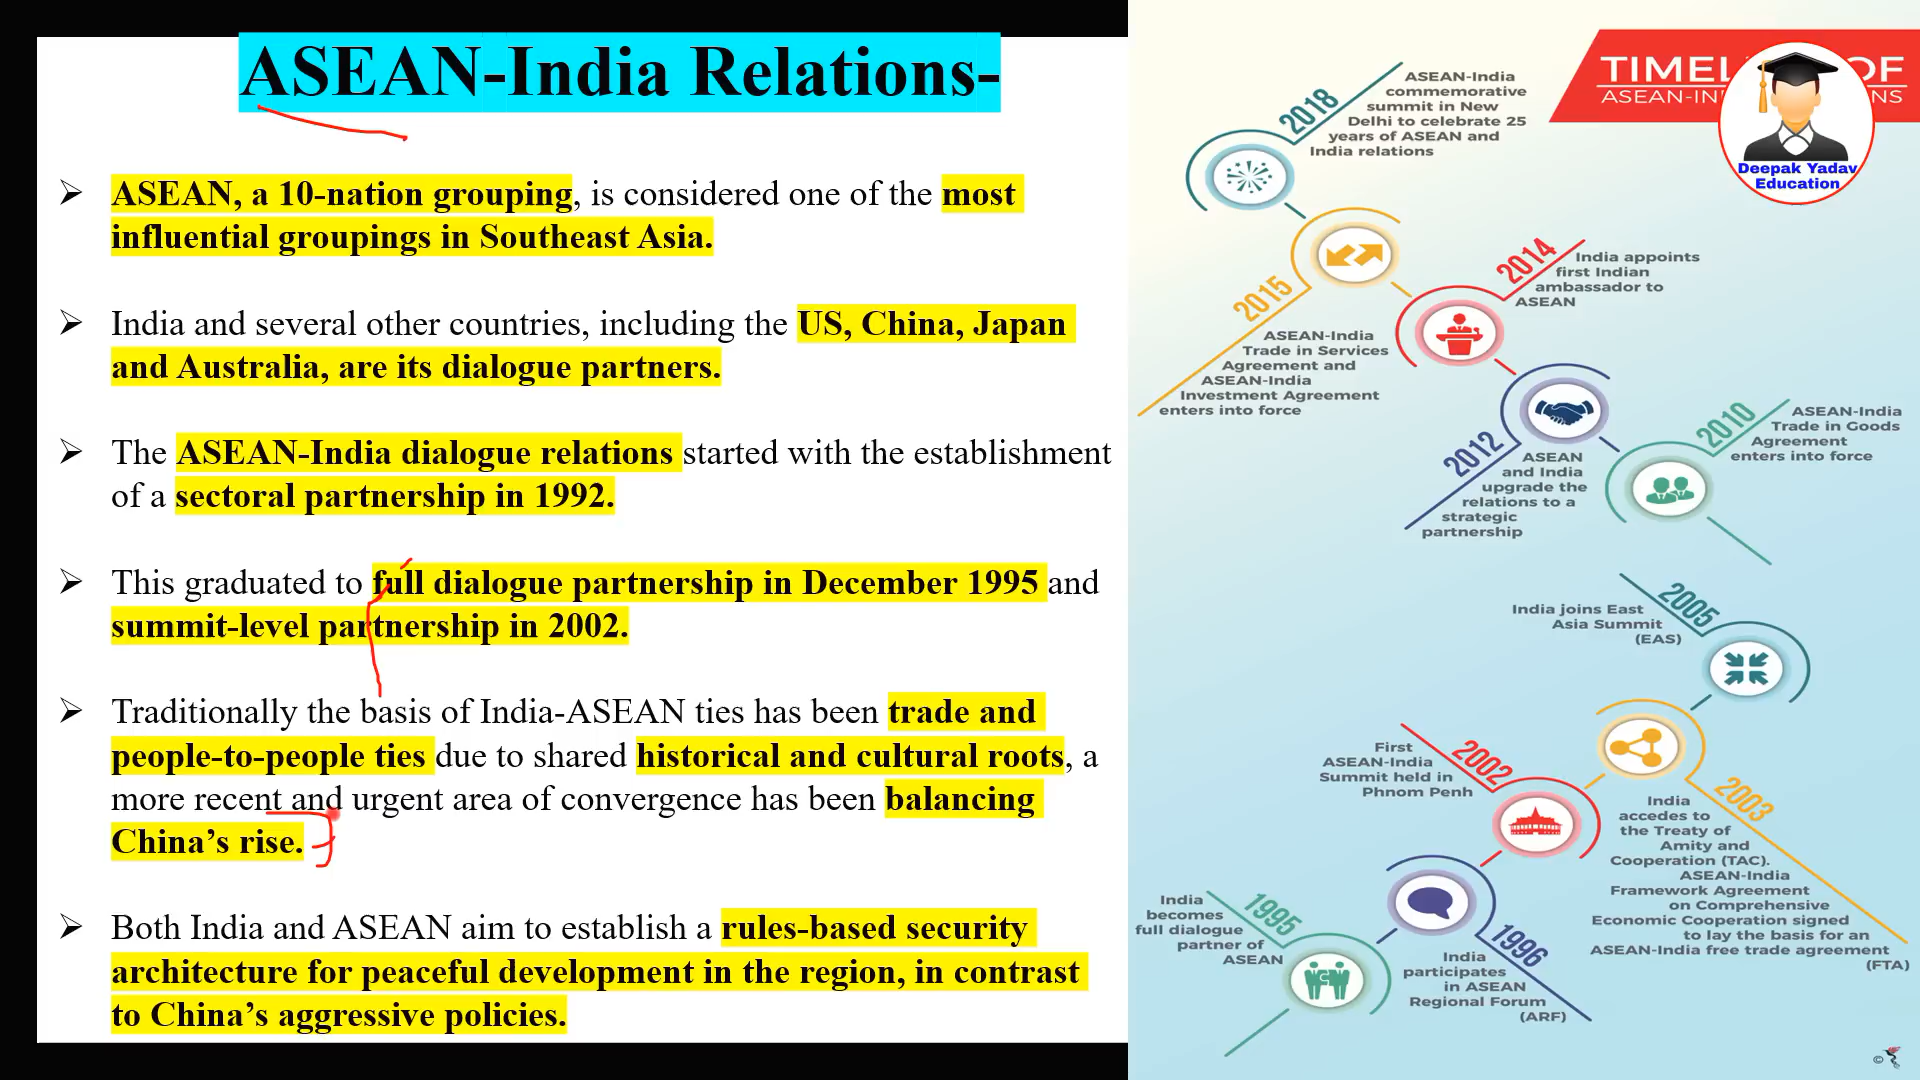 ASEAN-India Relations-
➢ ASEAN, a 10-nation grouping, is considered one of the most
influential groupings in Southeast Asia.
➢ India and several other countries, including the US, China, Japan
and Australia, are its dialogue partners.
➢ The ASEAN-India dialogue relations started with the establishment
of a sectoral partnership in 1992.
➢ This graduated to full dialogue partnership in December 1995 and
summit-level partnership in 2002.
➢ Traditionally the basis of India-ASEAN ties has been trade and
people-to-people ties due to shared historical and cultural roots, a
more recent and urgent area of convergence has been balancing
China’s rise.
➢ Both India and ASEAN aim to establish a rules-based security
architecture for peaceful development in the region, in contrast
to China’s aggressive policies.
OF
Deepak Yadav
Education
2018
ASEAN-India
commemorative
summit in New
Delhi to celebrate 25
years of ASEAN and
India relations
2015
ASEAN-India
Trade in Services
Agreement and
ASEAN-India
Investment Agreement
enters into force
2014
India appoints
first Indian
ambassador to
ASEAN
2012
ASEAN
and India
upgrade the
relations to a
strategic
partnership
2010
ASEAN-India
Trade in Goods
Agreement
enters into force
2005
India joins East
Asia Summit
(EAS)
2003
India
accedes to
the Treaty of
Amity and
Cooperation (TAC).
ASEAN-India
Framework Agreement
on Comprehensive
Economic Cooperation signed
to lay the basis for an
ASEAN-India free trade agreement
(FTA)
2002
First
ASEAN-India
Summit held in
Phnom Penh
1996
India
participates
in ASEAN
Regional Forum
(ARF)
1995
India
becomes
full dialogue
partner of
ASEAN
©